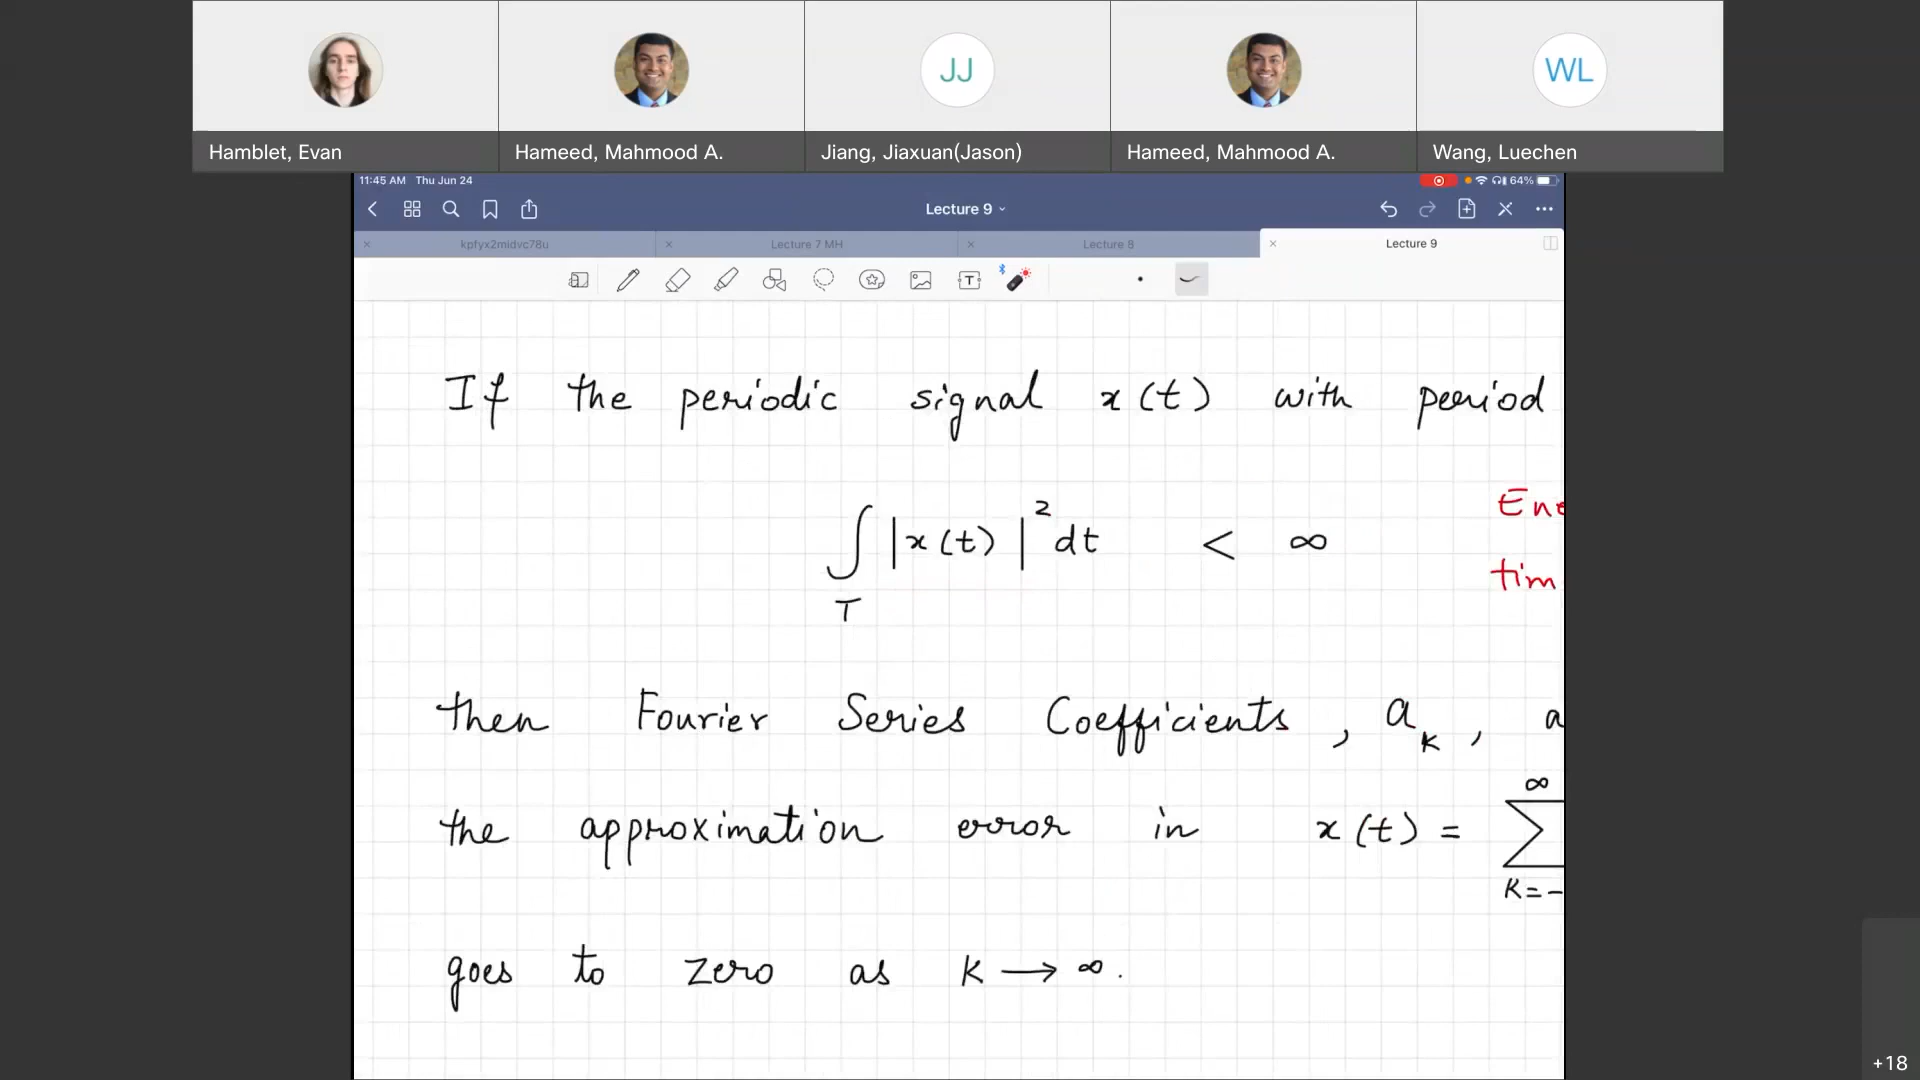 JJ
WL
Hamblet, Evan
Hameed, Mahmood A.
Jiang, Jiaxuan(Jason)
Hameed, Mahmood A.
Wang, Luechen
11:45 AM Thu Jun 24
64%
Lecture 9
kpfyx2midvc78u
Lecture 7 MH
Lecture 8
Lecture 9
If the periodic signal x(t) with period
∫ |x(t)|² dt < ∞
T
Ene
tim
then Fourier Series Coefficients , a_k , a
∞
the approximation error in x(t) = ∑
K=-
goes to zero as K → ∞.
+18